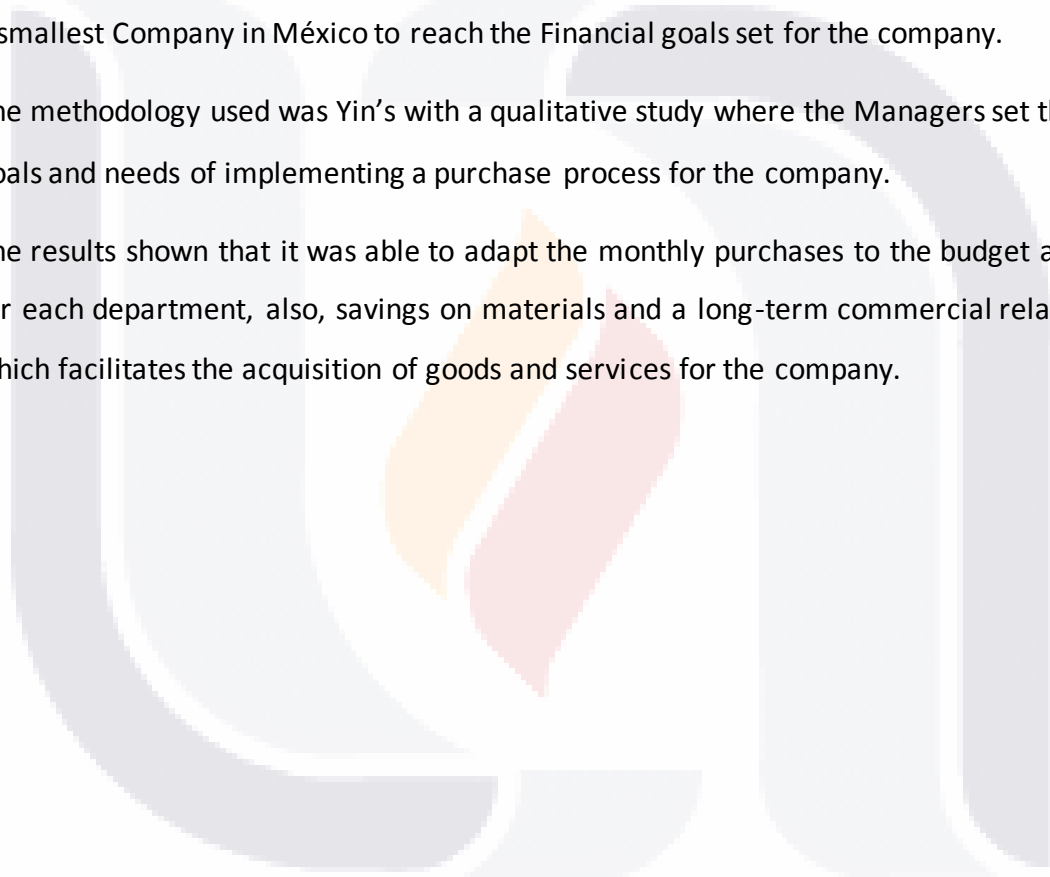 smallest Company in México to reach the Financial goals set for the company.
he methodology used was Yin's with a qualitative study where the Managers set
oals and needs of implementing a purchase process for the company.
he results shown that it was able to adapt the monthly purchases to the budget
r each department, also, savings on materials and a long-term commercial
hich facilitates the acquisition of goods and services for the company.